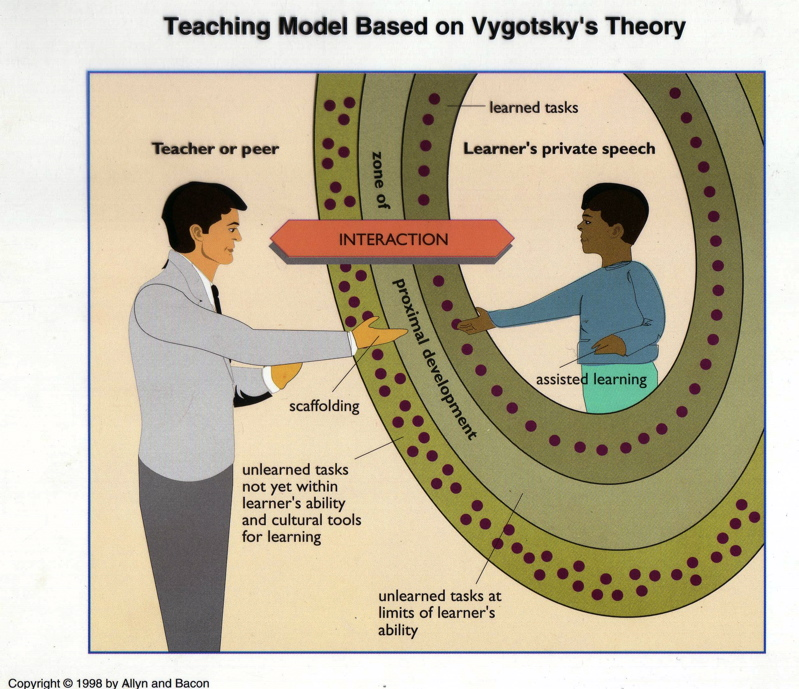 Teaching Model Based on Vygotsky's Theory
learned tasks
Teacher or peer
Learner's private speech
zone of
INTERACTION
proximal development
assisted learning
scaffolding
unlearned tasks
not yet within
learner's ability
and cultural tools
for learning
unlearned tasks at
limits of learner's
ability
Copyright © 1998 by Allyn and Bacon